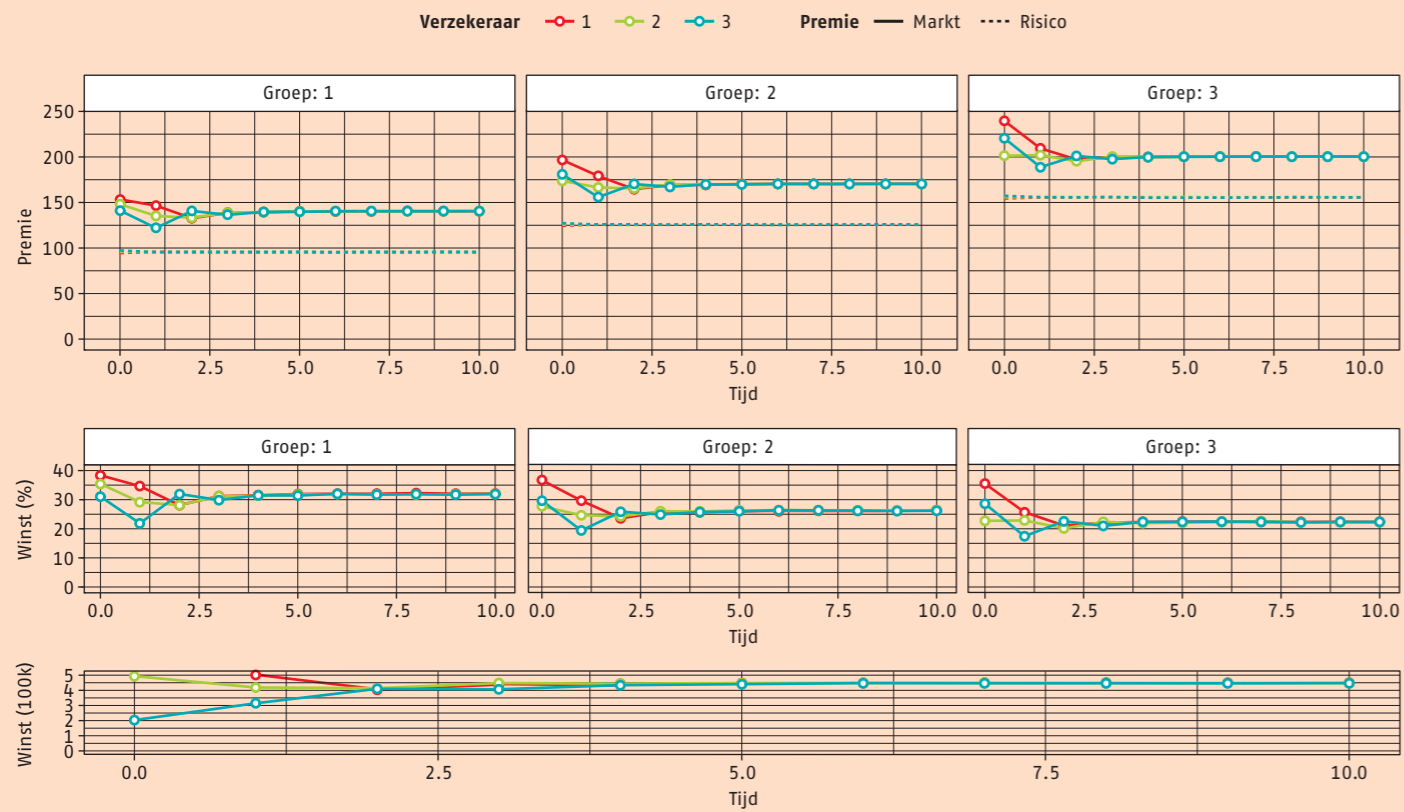 Verzekeraar 1 2 3 Premie Markt Risico
Groep: 1 Groep: 2 Groep: 3
Premie
250
200
150
100
50
0
0.0 2.5 5.0 7.5 10.0 0.0 2.5 5.0 7.5 10.0 0.0 2.5 5.0 7.5 10.0
Tijd
Groep: 1 Groep: 2 Groep: 3
Winst (%)
40
30
20
10
0
0.0 2.5 5.0 7.5 10.0 0.0 2.5 5.0 7.5 10.0 0.0 2.5 5.0 7.5 10.0
Tijd
Winst (100k)
5
4
3
2
1
0
0.0 2.5 5.0 7.5 10.0
Tijd